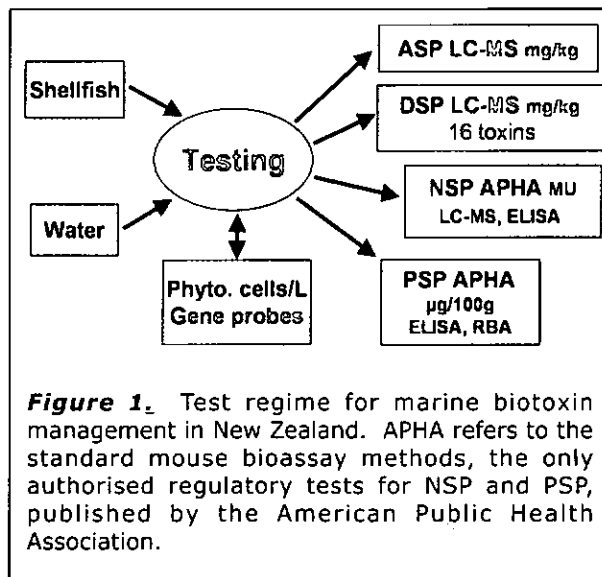 ASP LC-MS mg/kg
Shellfish
DSP LC-MS mg/kg
16 toxins
Testing
NSP APHA MU
LC-MS, ELISA
Water
Phyto. cells/L
Gene probes
PSP APHA
µg/100g
ELISA, RBA
Figure 1. Test regime for marine biotoxin
management in New Zealand. APHA refers to the
standard mouse bioassay methods, the only
authorised regulatory tests for NSP and PSP,
published by the American Public Health
Association.